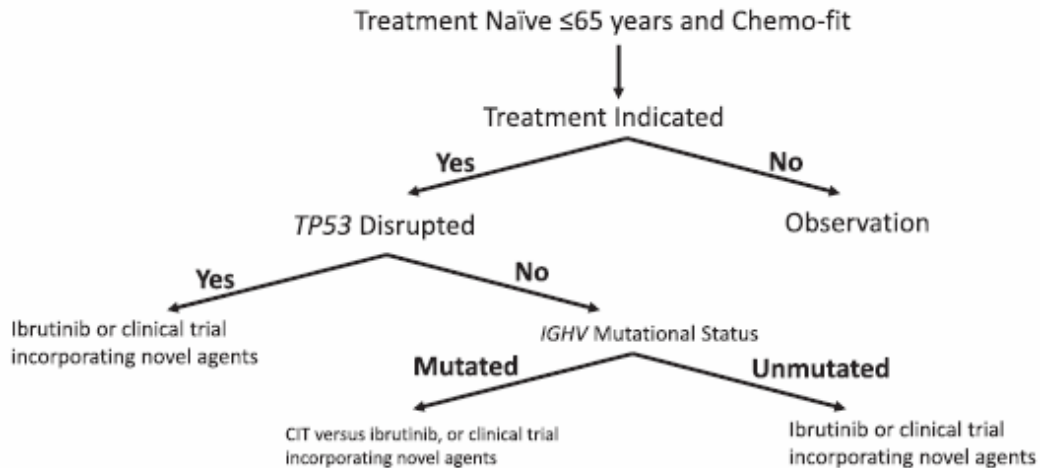 Treatment Naïve ≤65 years and Chemo-fit
Treatment Indicated
Yes
No
TP53 Disrupted
Observation
Yes
No
Ibrutinib or clinical trial
incorporating novel agents
IGHV Mutational Status
Mutated
Unmutated
CIT versus ibrutinib, or clinical trial
incorporating novel agents
Ibrutinib or clinical trial
incorporating novel agents